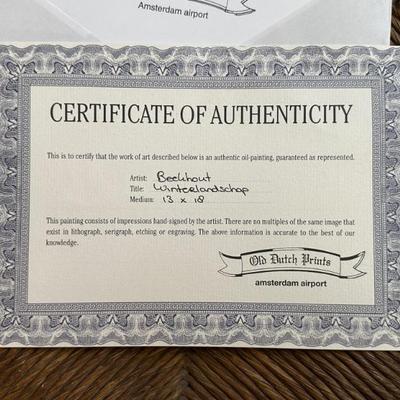 Amsterdam airport
CERTIFICATE OF AUTHENTICITY
This is to certify that the work of art described below is an authentic oil-painting, guaranteed as represented.
Artist: Beekhout
Title: Winterlandschap
Medium: 13 x 18
This painting consists of impressions hand-signed by the artist. There are no multiples of the same image that
exist in lithograph, serigraph, etching or engraving. The above information is accurate to the best of our
knowledge.
Old Dutch Prints
amsterdam airport